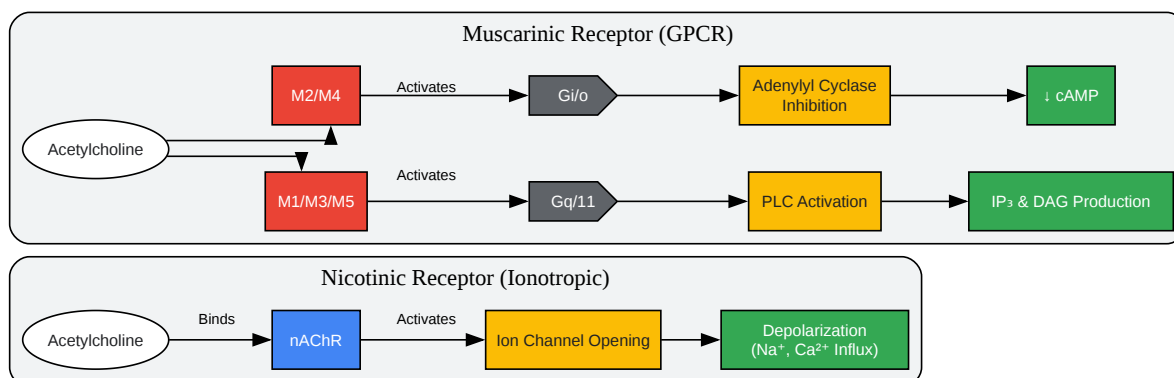 Muscarinic Receptor (GPCR)
M2/M4
Activates
Gi/o
Adenylyl Cyclase
Inhibition
↓ cAMP
Acetylcholine
M1/M3/M5
Activates
Gq/11
PLC Activation
IP₃ & DAG Production
Nicotinic Receptor (Ionotropic)
Acetylcholine
Binds
nAChR
Activates
Ion Channel Opening
Depolarization
(Na⁺, Ca²⁺ Influx)